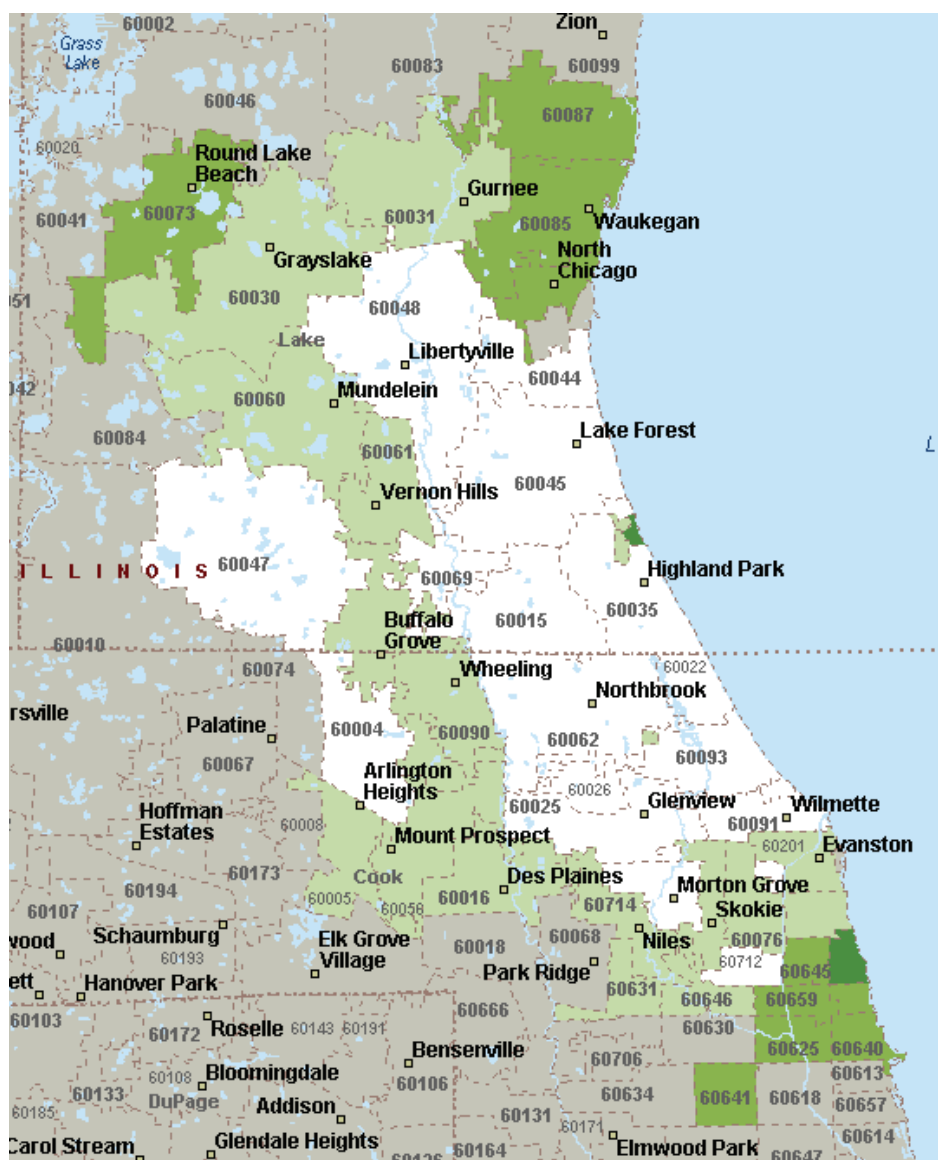 Zion
60002
Grass
Lake
60083
60099
60046
60087
60020
Round Lake
Beach
Gurnee
60073
60041
60031
60085
Waukegan
North
Chicago
Grayslake
60030
60048
Lake
Libertyville
60044
Mundelein
60060
Lake Forest
60084
60061
60045
L
Vernon Hills
ILLINOIS
60047
60069
Highland Park
60035
60015
Buffalo
Grove
60010
60074
Wheeling
60022
Northbrook
Palatine
60004
60090
60062
60093
60067
Arlington
Heights
60026
60025
Glenview
Wilmette
Hoffman
Estates
60008
60091
Mount Prospect
60201
Evanston
60173
Cook
Des Plaines
60194
60005
60016
Morton Grove
60107
60056
60714
Skokie
Schaumburg
Elk Grove
Village
60018
60068
Niles
60076
60193
60712
Park Ridge
60645
Hanover Park
60631
60646
60659
60103
60666
60172
Roselle
60143
60191
60630
60625
60640
Bensenville
60706
60613
60108
Bloomingdale
60106
60133
DuPage
60634
60641
60618
60657
60185
Addison
60131
60171
60614
Carol Stream
Glendale Heights
60164
Elmwood Park
60647